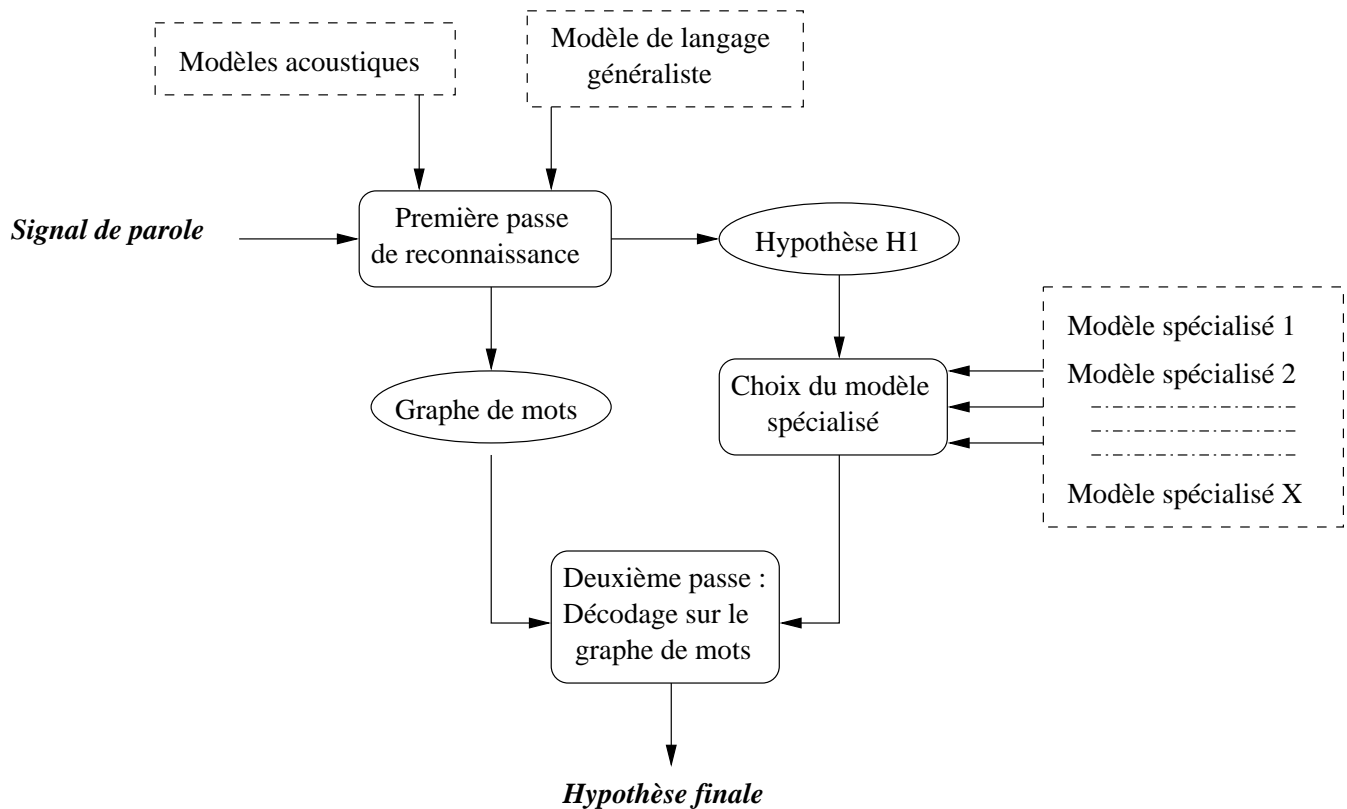 Modèles acoustiques
Modèle de langage
généraliste
Signal de parole
Première passe
de reconnaissance
Hypothèse H1
Graphe de mots
Choix du modèle
spécialisé
Modèle spécialisé 1
Modèle spécialisé 2
Modèle spécialisé X
Deuxième passe :
Décodage sur le
graphe de mots
Hypothèse finale